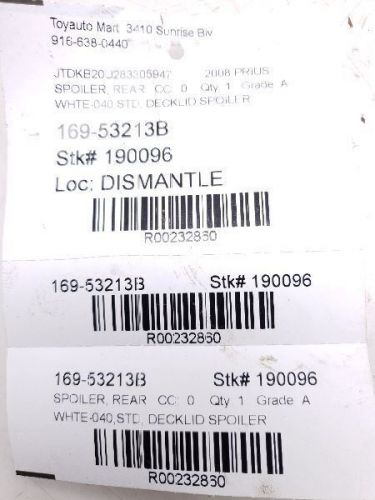 Toyauto Mart 3410 Sunrise Blv
916-638-0440
JTDKB20U283305947 2008 PRIUS
SPOILER, REAR CC: 0 Qty: 1 Grade A
WHTE-040,STD, DECKLID SPOILER
169-53213B
Stk# 190096
Loc: DISMANTLE
R00232860
169-53213B Stk# 190096
R00232860
169-53213B Stk# 190096
SPOILER, REAR CC: 0 Qty: 1 Grade A
WHTE-040,STD, DECKLID SPOILER
R00232860